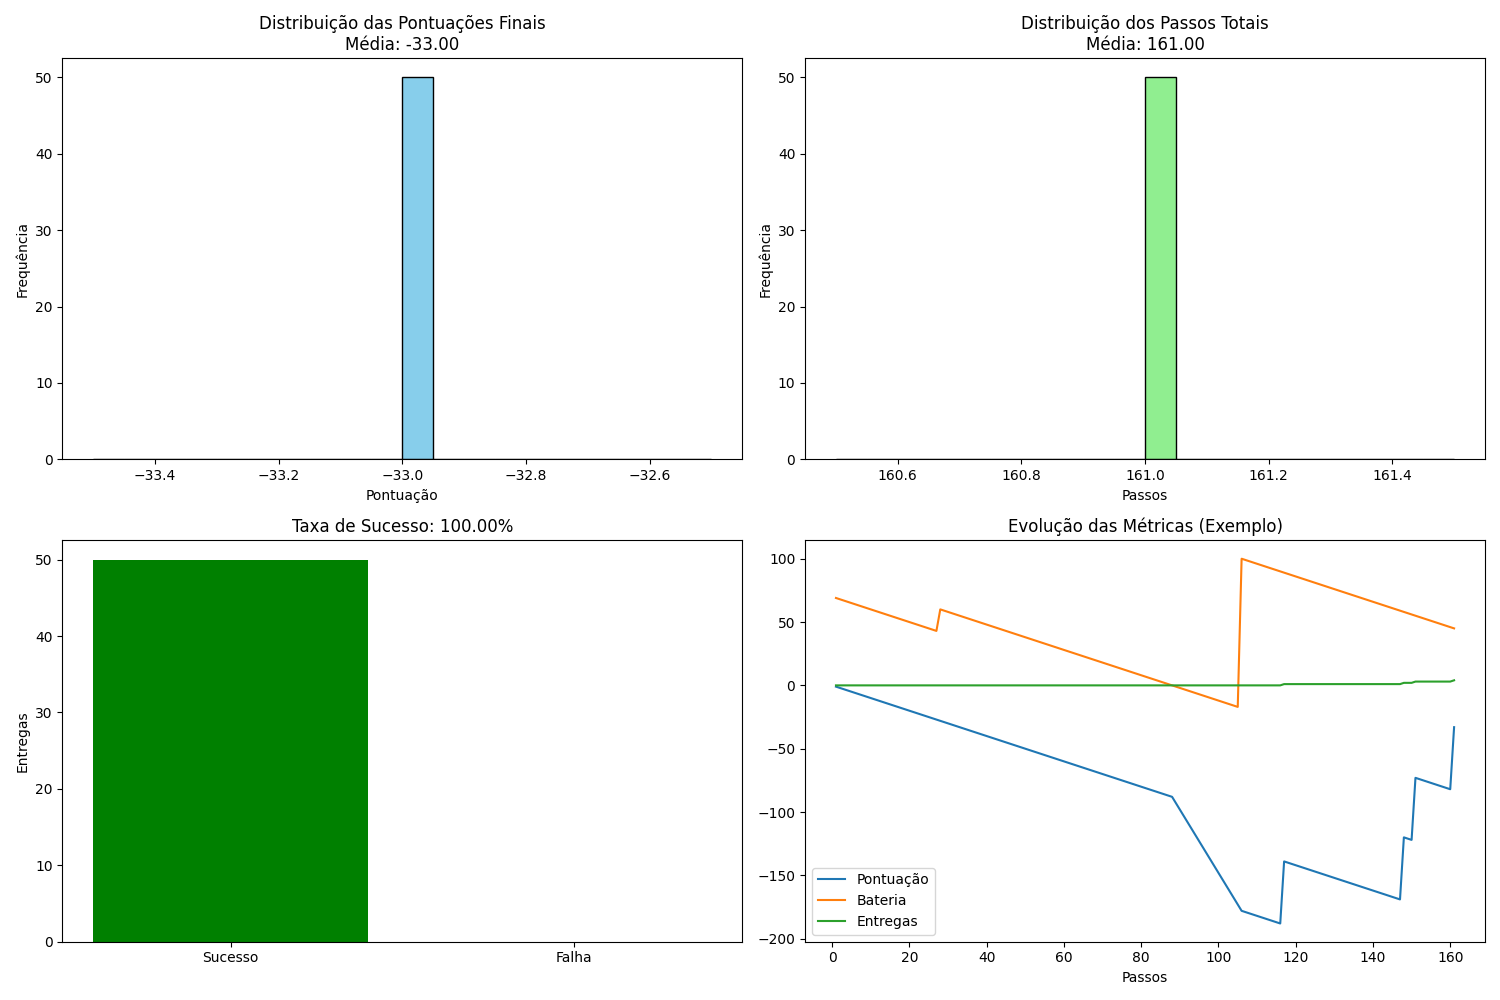 Distribuição das Pontuações Finais
Média: -33.00
Frequência
50
40
30
20
10
0
−33.4
−33.2
−33.0
−32.8
−32.6
Pontuação
Distribuição dos Passos Totais
Média: 161.00
Frequência
50
40
30
20
10
0
160.6
160.8
161.0
161.2
161.4
Passos
Taxa de Sucesso: 100.00%
Entregas
50
40
30
20
10
0
Sucesso
Falha
Evolução das Métricas (Exemplo)
100
50
0
−50
−100
−150
−200
Pontuação
Bateria
Entregas
0
20
40
60
80
100
120
140
160
Passos